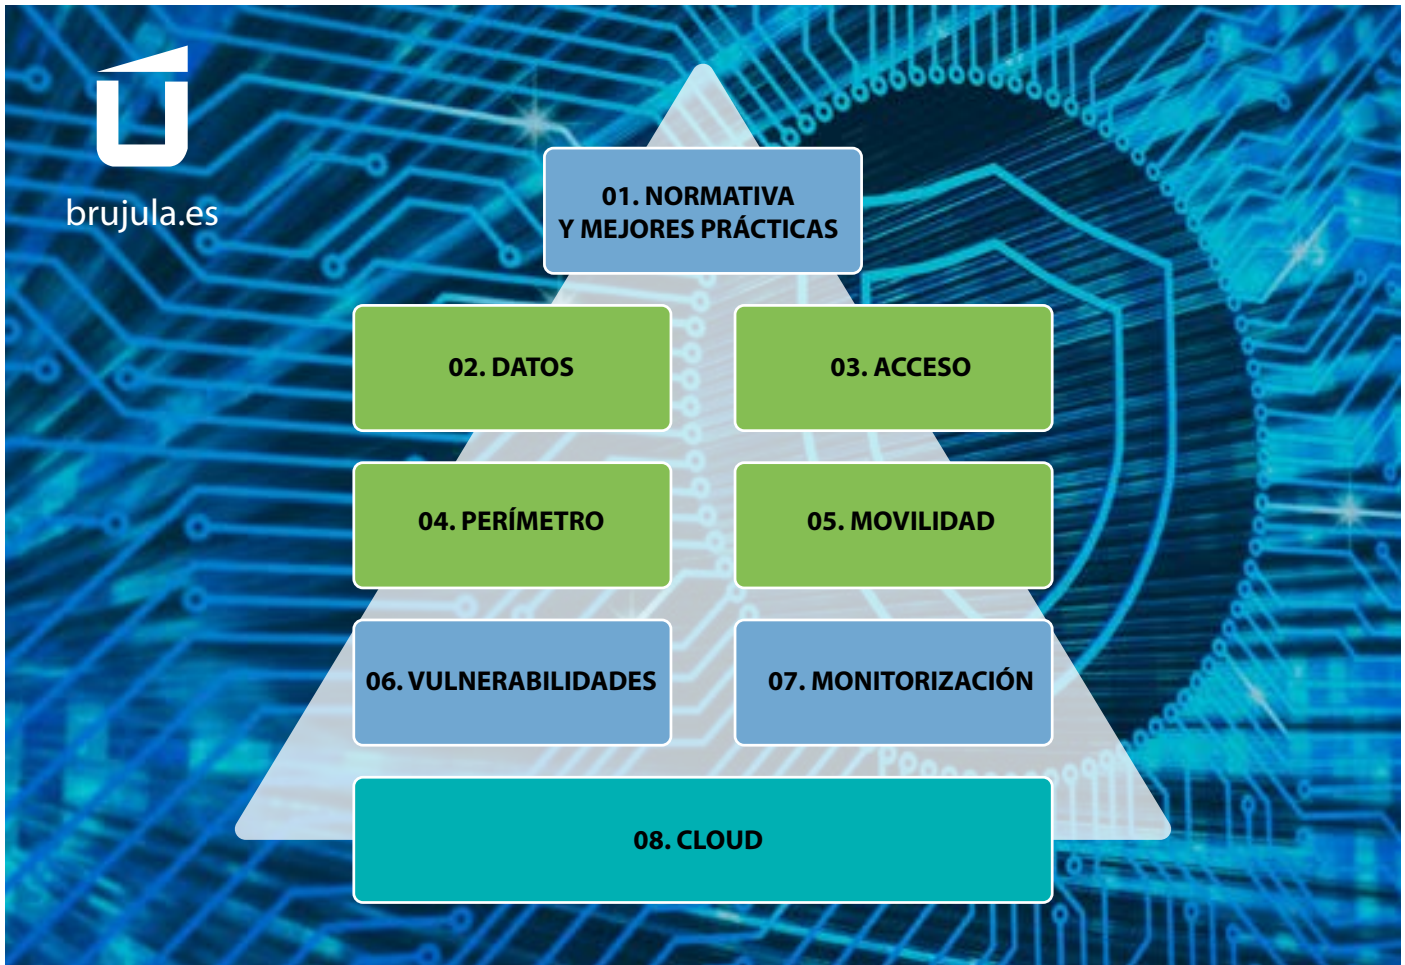 brujula.es
01. NORMATIVA
Y MEJORES PRÁCTICAS
02. DATOS
03. ACCESO
04. PERÍMETRO
05. MOVILIDAD
06. VULNERABILIDADES
07. MONITORIZACIÓN
08. CLOUD